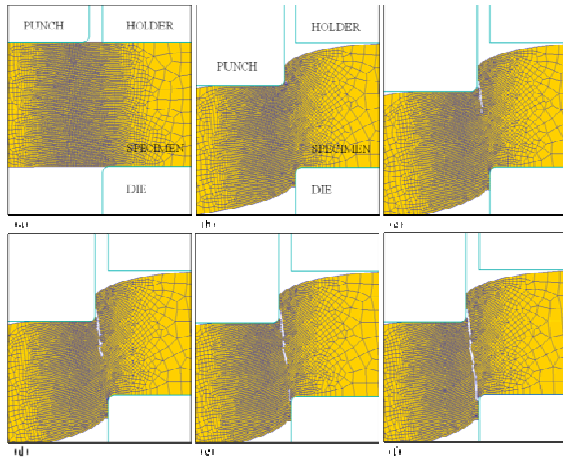 PUNCH HOLDER
SPECIMEN
DIE
(a)
HOLDER
PUNCH
SPECIMEN
DIE
(b)
(c)
(d)
(e)
(f)